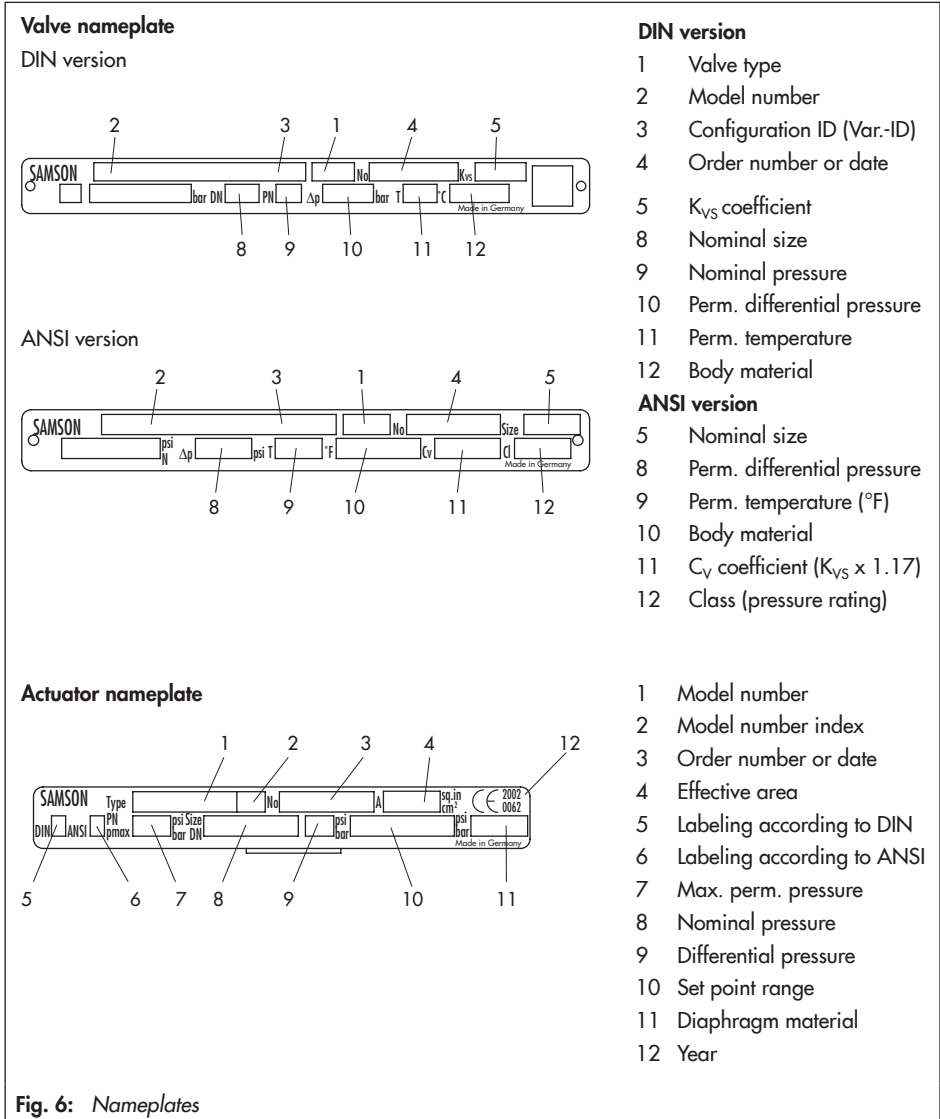 Valve nameplate
DIN version
2 3 1 4 5
SAMSON No Kvs
bar DN PN Δp bar T °C
Made in Germany
8 9 10 11 12
ANSI version
2 3 1 4 5
SAMSON No Size
psi
N Δp psi T °F Cv Cl
Made in Germany
8 9 10 11 12
DIN version
1 Valve type
2 Model number
3 Configuration ID (Var.-ID)
4 Order number or date
5 KVS coefficient
8 Nominal size
9 Nominal pressure
10 Perm. differential pressure
11 Perm. temperature
12 Body material
ANSI version
5 Nominal size
8 Perm. differential pressure
9 Perm. temperature (°F)
10 Body material
11 CV coefficient (KVS x 1.17)
12 Class (pressure rating)
Actuator nameplate
1 2 3 4 12
SAMSON Type No A sq.in
cm² CE 2002
0062
DIN ANSI PN
pmax psi Size
bar DN psi
bar psi
bar
Made in Germany
5 6 7 8 9 10 11
1 Model number
2 Model number index
3 Order number or date
4 Effective area
5 Labeling according to DIN
6 Labeling according to ANSI
7 Max. perm. pressure
8 Nominal pressure
9 Differential pressure
10 Set point range
11 Diaphragm material
12 Year
Fig. 6: Nameplates